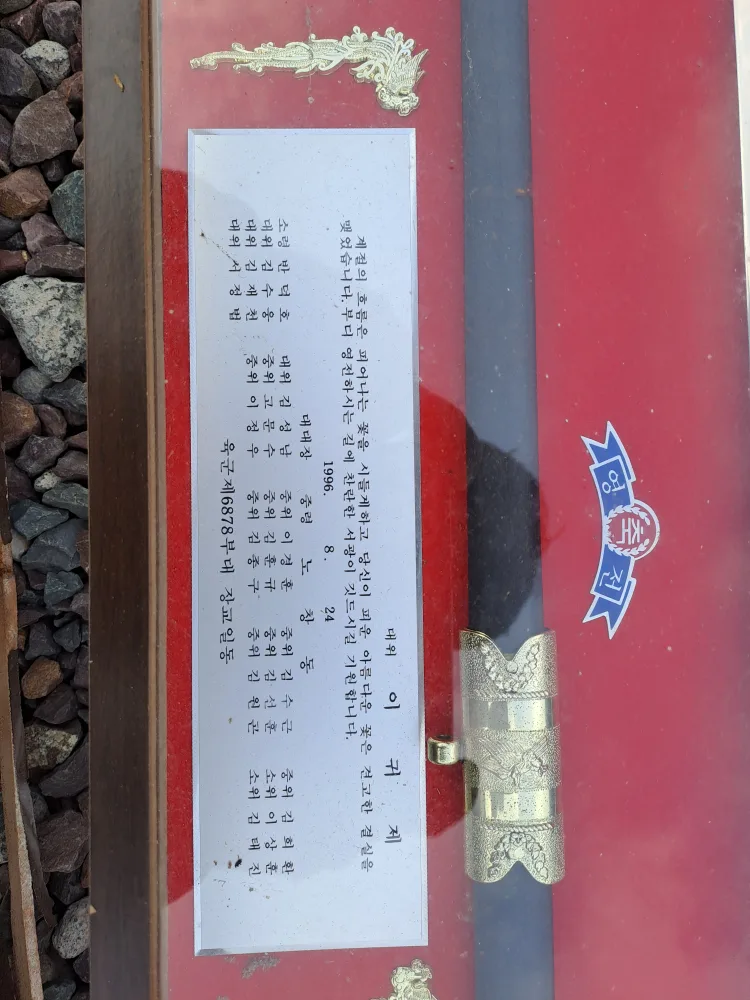 영 축 전
대위 이 귀 제
계절의 흐름은 피어나는 꽃을 시들게하고 당신이 피운 아름다운 꽃은 견고한 결실을
맺었습니다. 부디 영전하시는 길에 찬란한 서광이 깃드시길 기원합니다.
1996. 8. 24
대대장 중령 노 창 동
소령 반 덕 호 대위 김 성 남 중위 이 경 훈 중위 김 수 근 중위 김 희 환
대위 김 수 웅 중위 고 문 수 중위 김 훈 규 중위 김 선 훈 소위 이 상 훈
대위 김 재 천 중위 이 정 우 중위 김 종 구 중위 김 원 곤 소위 김 태 진
대위 서 정 범
육군 제6878부대 장교일동